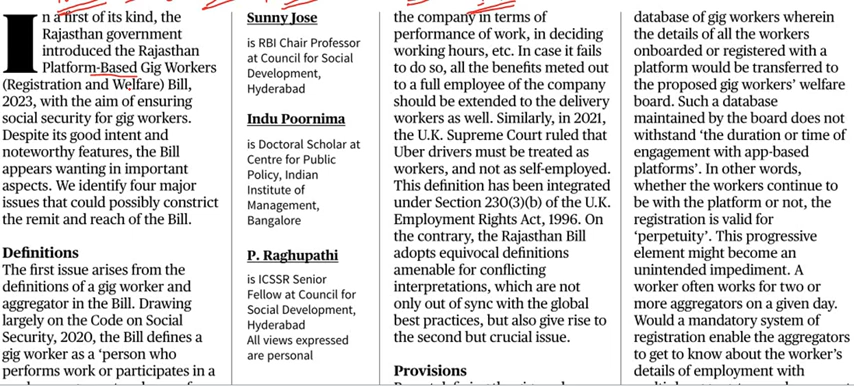 In a first of its kind, the
Rajasthan government
introduced the Rajasthan
Platform-Based Gig Workers
(Registration and Welfare) Bill,
2023, with the aim of ensuring
social security for gig workers.
Despite its good intent and
noteworthy features, the Bill
appears wanting in important
aspects. We identify four major
issues that could possibly constrict
the remit and reach of the Bill.
Definitions
The first issue arises from the
definitions of a gig worker and
aggregator in the Bill. Drawing
largely on the Code on Social
Security, 2020, the Bill defines a
gig worker as a ‘person who
performs work or participates in a
Sunny Jose
is RBI Chair Professor
at Council for Social
Development,
Hyderabad
Indu Poornima
is Doctoral Scholar at
Centre for Public
Policy, Indian
Institute of
Management,
Bangalore
P. Raghupathi
is ICSSR Senior
Fellow at Council for
Social Development,
Hyderabad
All views expressed
are personal
the company in terms of
performance of work, in deciding
working hours, etc. In case it fails
to do so, all the benefits meted out
to a full employee of the company
should be extended to the delivery
workers as well. Similarly, in 2021,
the U.K. Supreme Court ruled that
Uber drivers must be treated as
workers, and not as self-employed.
This definition has been integrated
under Section 230(3)(b) of the U.K.
Employment Rights Act, 1996. On
the contrary, the Rajasthan Bill
adopts equivocal definitions
amenable for conflicting
interpretations, which are not
only out of sync with the global
best practices, but also give rise to
the second but crucial issue.
Provisions
database of gig workers wherein
the details of all the workers
onboarded or registered with a
platform would be transferred to
the proposed gig workers’ welfare
board. Such a database
maintained by the board does not
withstand ‘the duration or time of
engagement with app-based
platforms’. In other words,
whether the workers continue to
be with the platform or not, the
registration is valid for
‘perpetuity’. This progressive
element might become an
unintended impediment. A
worker often works for two or
more aggregators on a given day.
Would a mandatory system of
registration enable the aggregators
to get to know about the worker’s
details of employment with